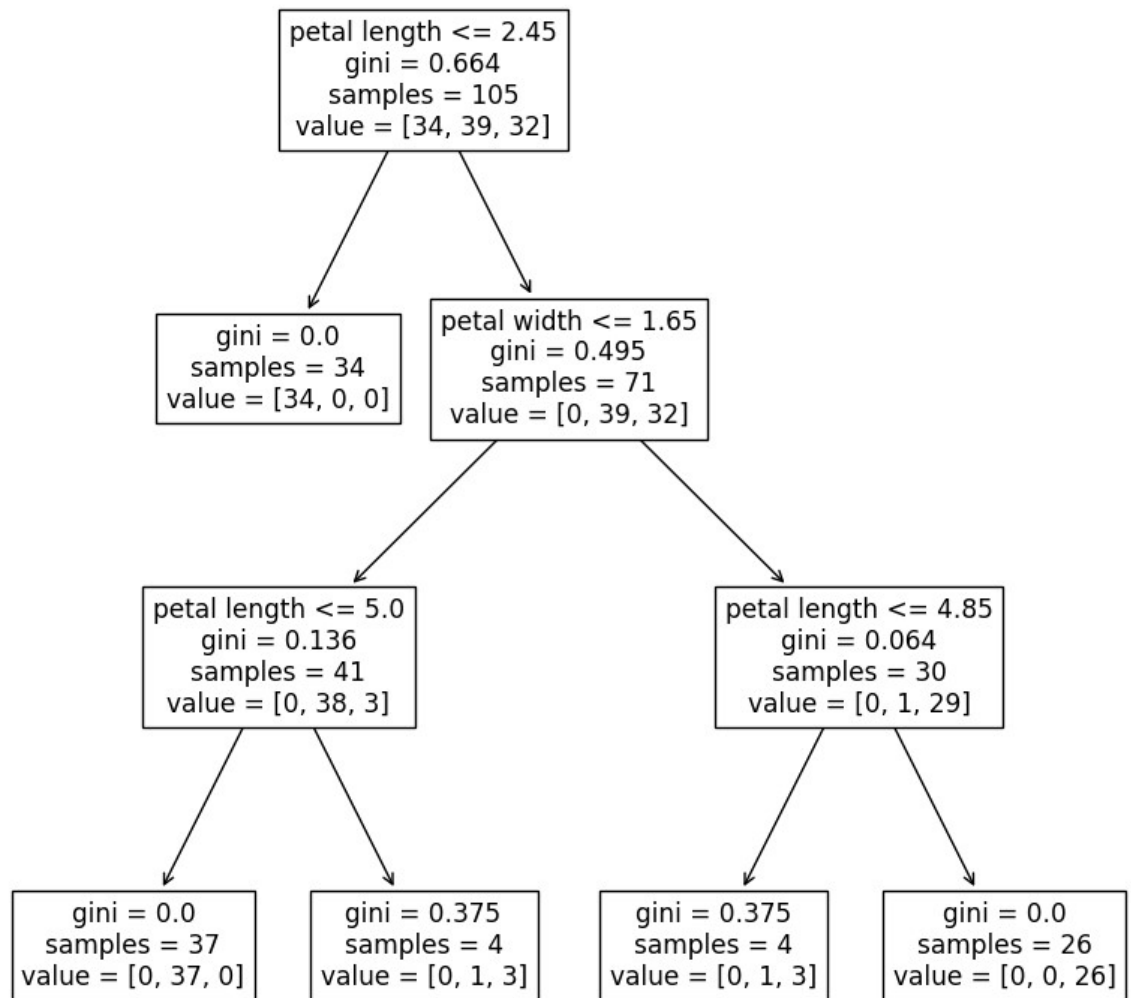 petal length <= 2.45
gini = 0.664
samples = 105
value = [34, 39, 32]
gini = 0.0
samples = 34
value = [34, 0, 0]
petal width <= 1.65
gini = 0.495
samples = 71
value = [0, 39, 32]
petal length <= 5.0
gini = 0.136
samples = 41
value = [0, 38, 3]
petal length <= 4.85
gini = 0.064
samples = 30
value = [0, 1, 29]
gini = 0.0
samples = 37
value = [0, 37, 0]
gini = 0.375
samples = 4
value = [0, 1, 3]
gini = 0.375
samples = 4
value = [0, 1, 3]
gini = 0.0
samples = 26
value = [0, 0, 26]